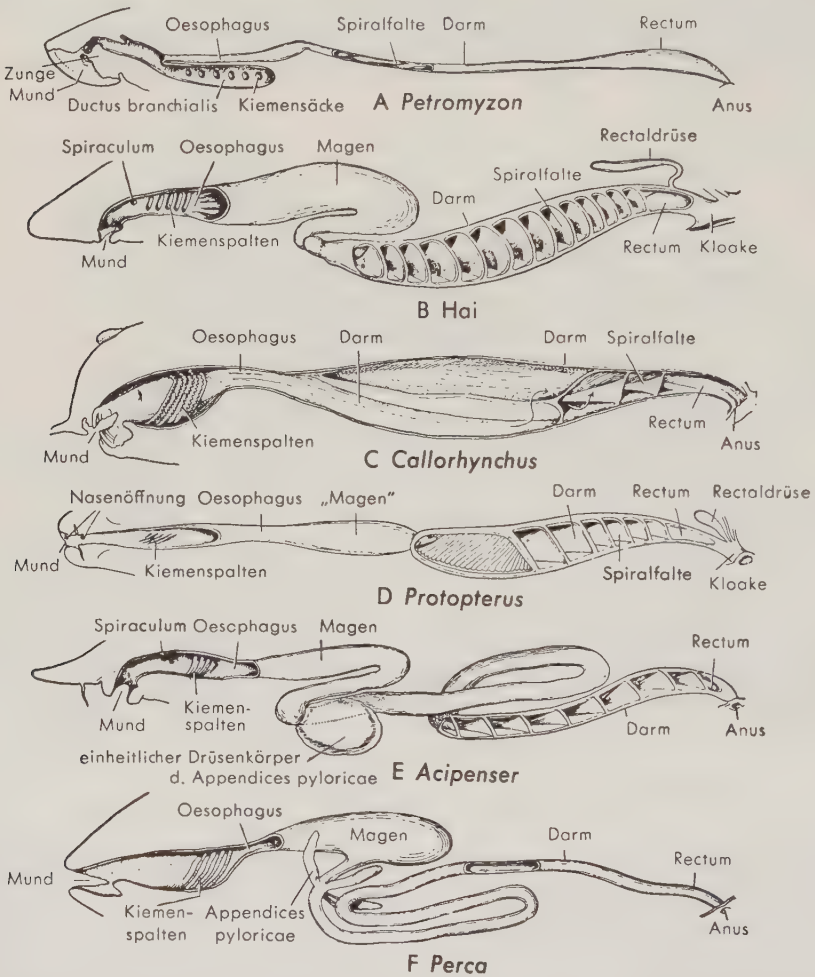 Oesophagus Spiralfalte Darm Rectum
Zunge
Mund
Ductus branchialis Kiemensäcke
A Petromyzon
Anus
Spiraculum Oesophagus Magen
Rectaldrüse
Spiralfalte
Darm
Kiemenspalten
Mund
Rectum Kloake
B Hai
Oesophagus Darm Darm Spiralfalte
Kiemenspalten
Rectum
Mund
Anus
C Callorhynchus
Nasenöffnung Oesophagus „Magen“ Darm Rectum Rectaldrüse
Mund
Kiemenspalten
Spiralfalte
Kloake
D Protopterus
Spiraculum Oesophagus Magen
Rectum
Mund Kiemen-
spalten
Darm Anus
einheitlicher Drüsenkörper
d. Appendices pyloricae
E Acipenser
Oesophagus
Magen Darm
Rectum
Mund
Kiemen-
spalten
Appendices
pyloricae
Anus
F Perca